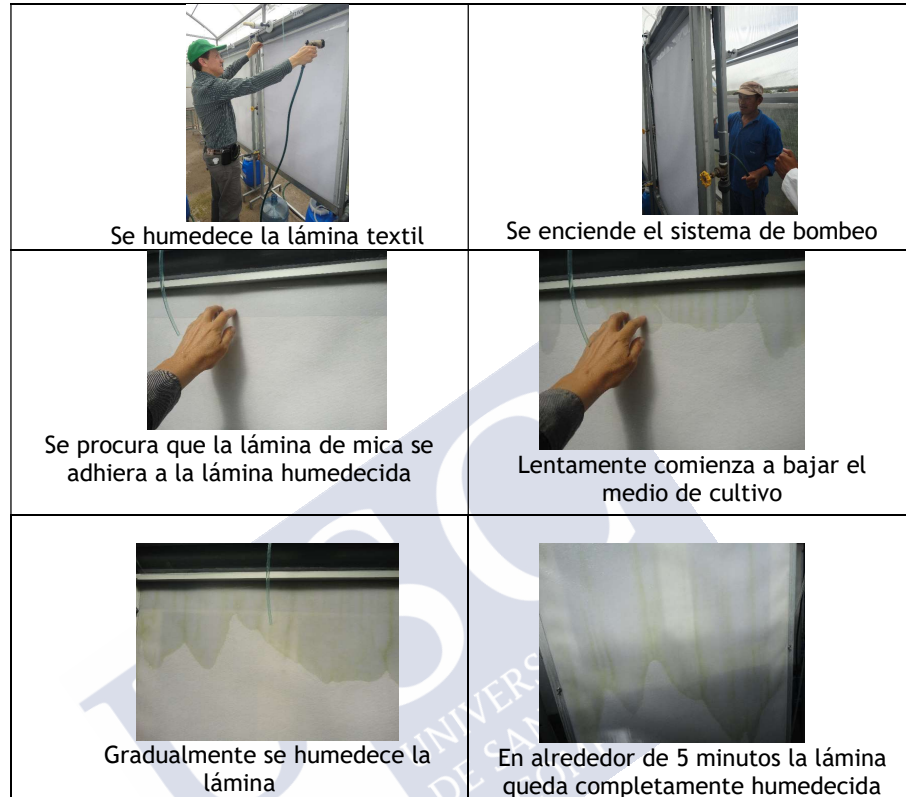 Se humedece la lámina textil
Se enciende el sistema de bombeo
Se procura que la lámina de mica se
adhiera a la lámina humedecida
Lentamente comienza a bajar el
medio de cultivo
Gradualmente se humedece la
lámina
En alrededor de 5 minutos la lámina
queda completamente humedecida